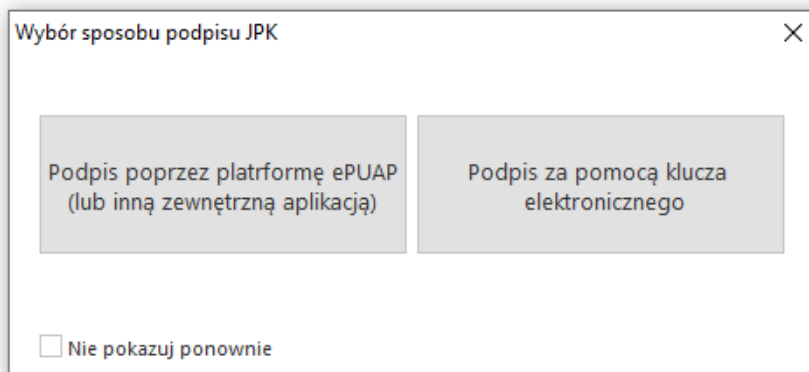 Wybór sposobu podpisu JPK
Podpis poprzez platrformę ePUAP
(lub inną zewnętrzną aplikacją)
Podpis za pomocą klucza
elektronicznego
Nie pokazuj ponownie